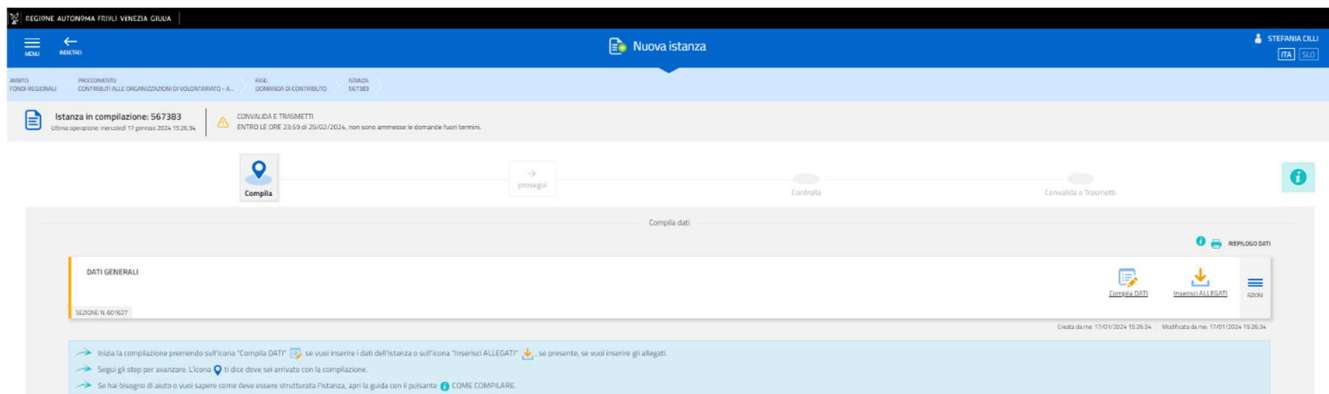 REGIONE AUTONOMA FRIULI VENEZIA GIULIA
MENU
INDIETRO
Nuova istanza
STEFANIA CILLI
ITA SLO
AMBITO:
FONDI REGIONALI
PROCEDIMENTO:
CONTRIBUTI ALLE ORGANIZZAZIONI DI VOLONTARIATO - A...
FASE:
DOMANDA DI CONTRIBUTO
ISTANZA:
567383
Istanza in compilazione: 567383
Ultima operazione: mercoledì 17 gennaio 2024 15:26:34
CONVALIDA E TRASMETTI
ENTRO LE ORE 23:59 di 29/02/2024, non sono ammesse le domande fuori termini.
Compila
prosegui
Controlla
Convalida e Trasmetti
Compila dati
RIEPILOGO DATI
DATI GENERALI
SEZIONE N. 601627
Compila DATI
Inserisci ALLEGATI
AZIONI
Creata da me: 17/01/2024 15:26:34 Modificata da me: 17/01/2024 15:26:34
Inizia la compilazione premendo sull'icona "Compila DATI" se vuoi inserire i dati dell'istanza o sull'icona "Inserisci ALLEGATI" , se presente, se vuoi inserire gli allegati.
Segui gli step per avanzare. L'icona ti dice dove sei arrivato con la compilazione.
Se hai bisogno di aiuto o vuoi sapere come deve essere strutturata l'istanza, apri la guida con il pulsante COME COMPILARE.